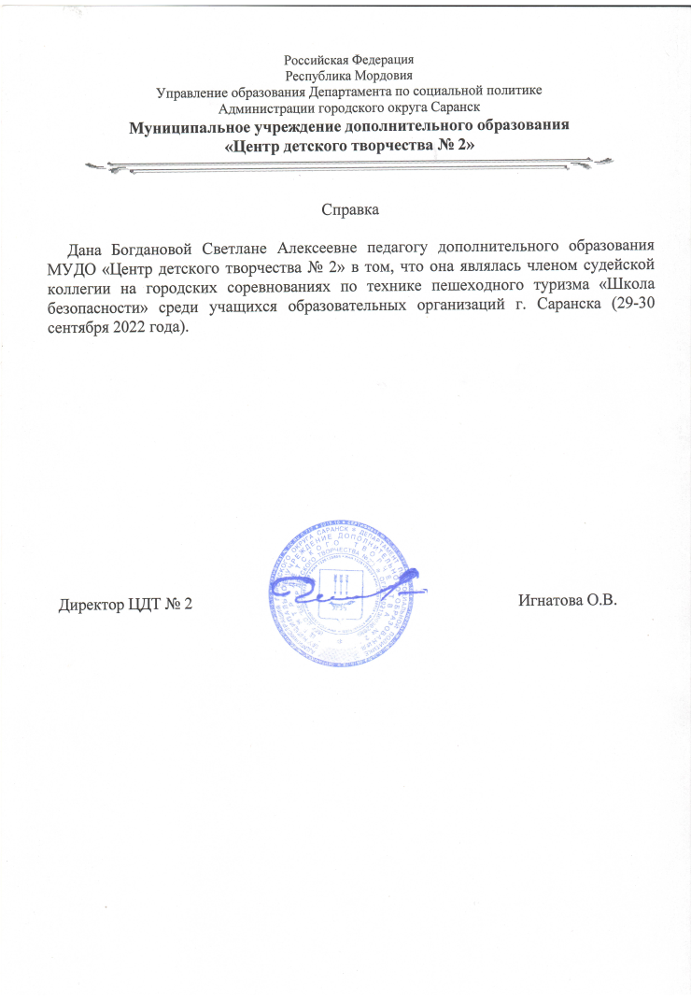 Российская Федерация
Республика Мордовия
Управление образования Департамента по социальной политике
Администрации городского округа Саранск
Муниципальное учреждение дополнительного образования
«Центр детского творчества № 2»
Справка
Дана Богдановой Светлане Алексеевне педагогу дополнительного образования
МУДО «Центр детского творчества № 2» в том, что она являлась членом судейской
коллегии на городских соревнованиях по технике пешеходного туризма «Школа
безопасности» среди учащихся образовательных организаций г. Саранска (29-30
сентября 2022 года).
Директор ЦДТ № 2
Игнатова О.В.